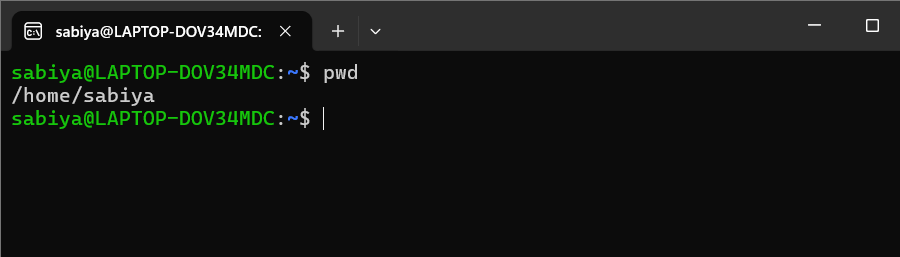 sabiya@LAPTOP-DOV34MDC:
sabiya@LAPTOP-DOV34MDC:~$ pwd
/home/sabiya
sabiya@LAPTOP-DOV34MDC:~$